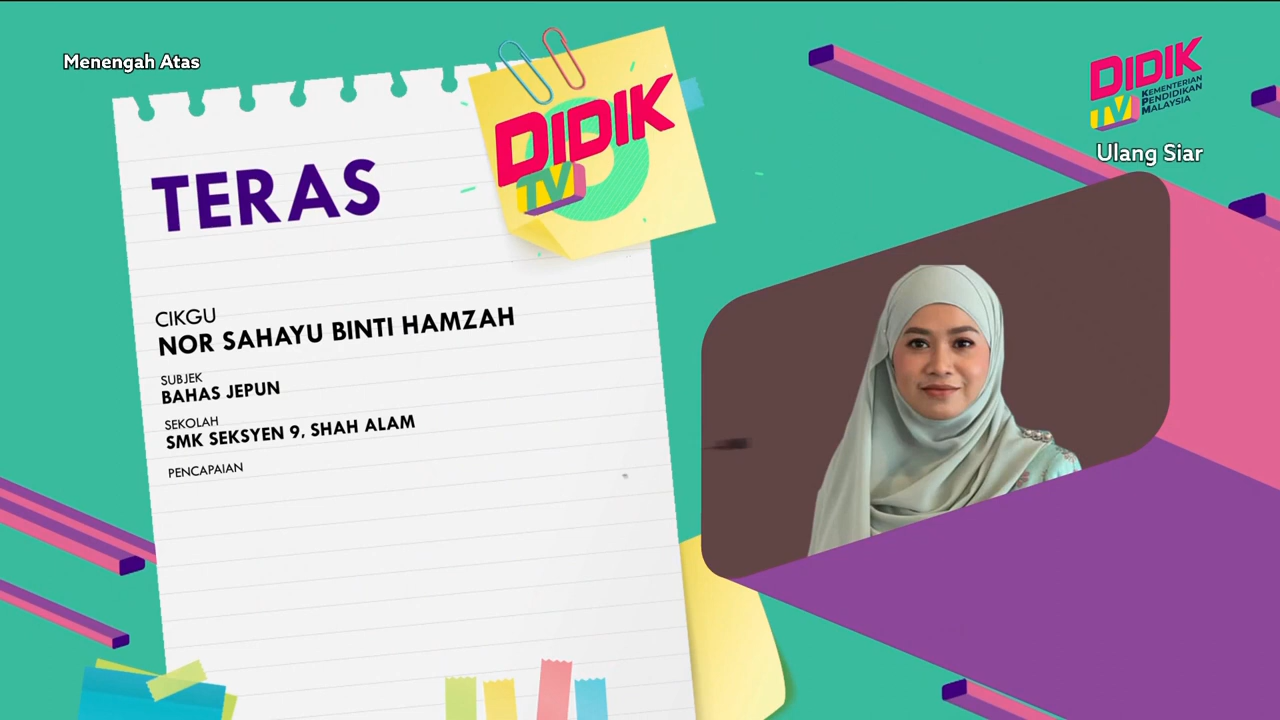 Menengah Atas
TERAS
DIDIK
TV
CIKGU
NOR SAHAYU BINTI HAMZAH
SUBJEK
BAHAS JEPUN
SEKOLAH
SMK SEKSYEN 9, SHAH ALAM
PENCAPAIAN
DIDIK
TV
KEMENTERIAN
PENDIDIKAN
MALAYSIA
Ulang Siar